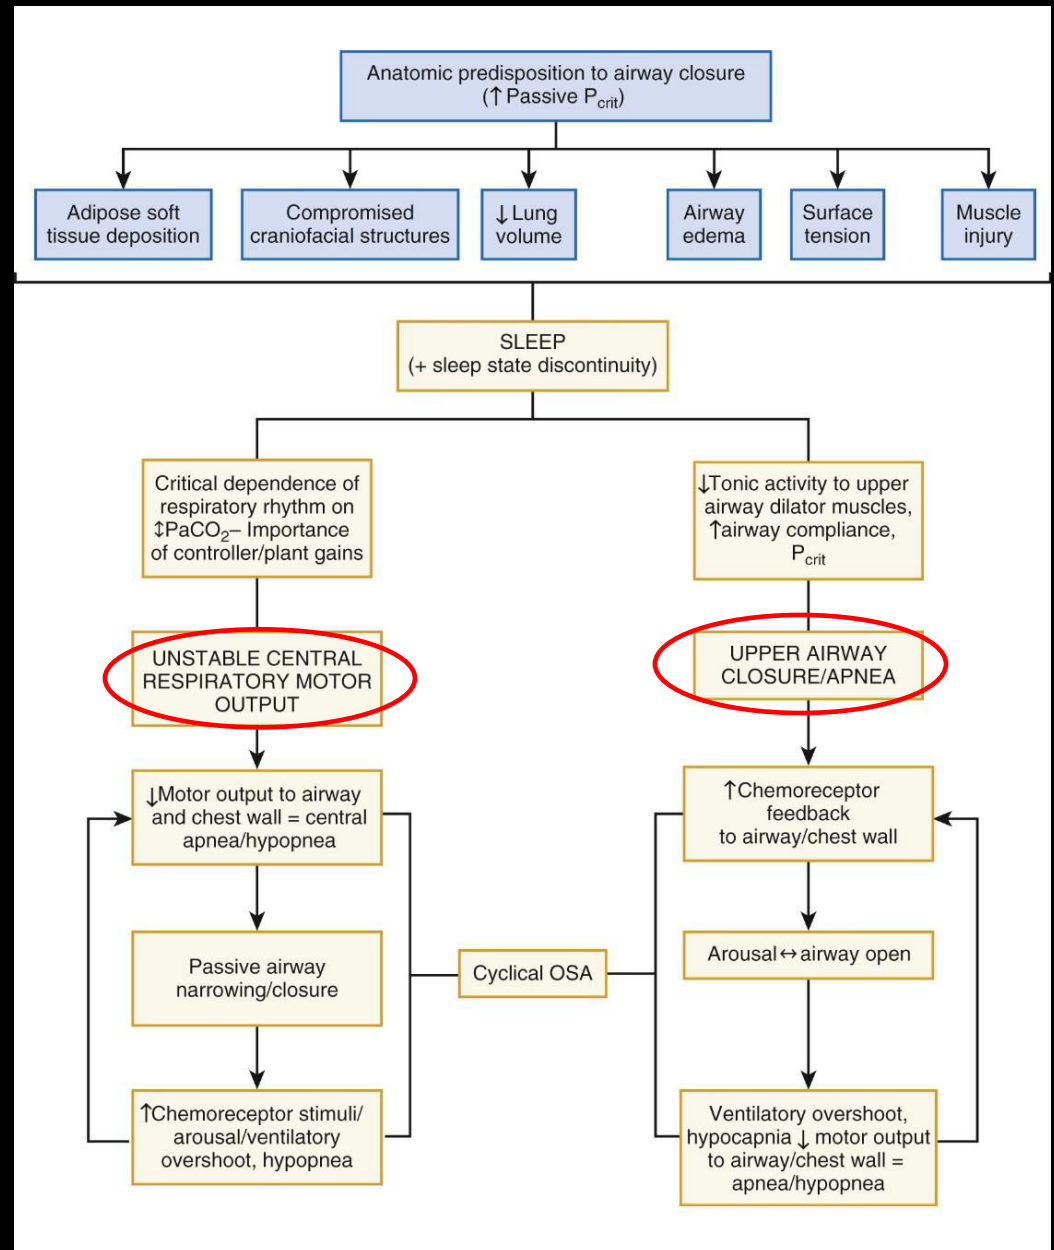 Anatomic predisposition to airway closure
(↑Passive Pcrit)
Adipose soft
tissue deposition
Compromised
craniofacial structures
↓Lung
volume
Airway
edema
Surface
tension
Muscle
injury
SLEEP
(+ sleep state discontinuity)
Critical dependence of
respiratory rhythm on
↕PaCO2– Importance
of controller/plant gains
↓Tonic activity to upper
airway dilator muscles,
↑airway compliance,
Pcrit
UNSTABLE CENTRAL
RESPIRATORY MOTOR
OUTPUT
UPPER AIRWAY
CLOSURE/APNEA
↓Motor output to airway
and chest wall = central
apnea/hypopnea
↑Chemoreceptor
feedback
to airway/chest wall
Passive airway
narrowing/closure
Cyclical OSA
Arousal↔airway open
↑Chemoreceptor stimuli/
arousal/ventilatory
overshoot, hypopnea
Ventilatory overshoot,
hypocapnia ↓ motor output
to airway/chest wall =
apnea/hypopnea